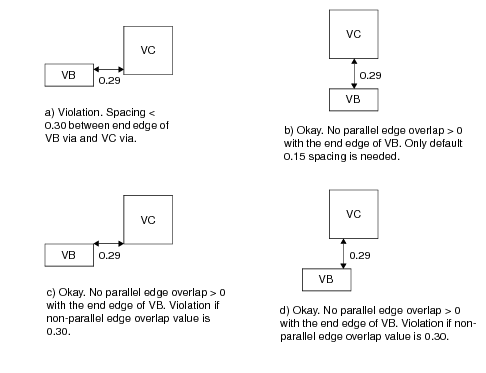 VC
VB
0.29
a) Violation. Spacing <
0.30 between end edge of
VB via and VC via.
VC
0.29
VB
b) Okay. No parallel edge overlap > 0
with the end edge of VB. Only default
0.15 spacing is needed.
VC
VB
0.29
c) Okay. No parallel edge overlap > 0
with the end edge of VB. Violation if
non-parallel edge overlap value is
0.30.
VC
0.29
VB
d) Okay. No parallel edge overlap > 0
with the end edge of VB. Violation if non-
parallel edge overlap value is 0.30.